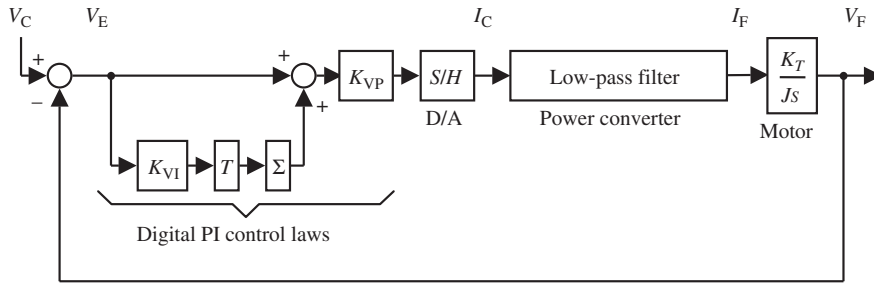 V_C V_E I_C I_F V_F
+ + K_VP S/H Low-pass filter K_T
Js
− + D/A Power converter Motor
K_VI T Σ
Digital PI control laws